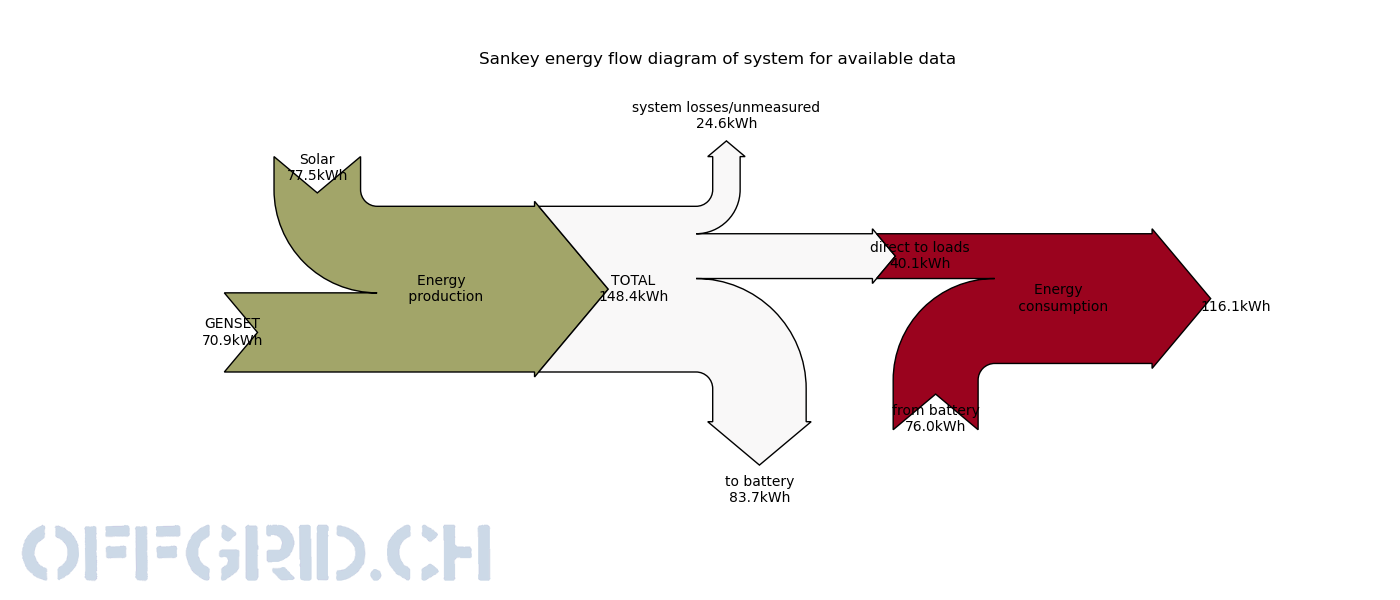 Sankey energy flow diagram of system for available data
system losses/unmeasured
24.6kWh
Solar
77.5kWh
direct to loads
40.1kWh
Energy
production
TOTAL
148.4kWh
Energy
consumption
116.1kWh
GENSET
70.9kWh
from battery
76.0kWh
to battery
83.7kWh
OFFGRID.CH